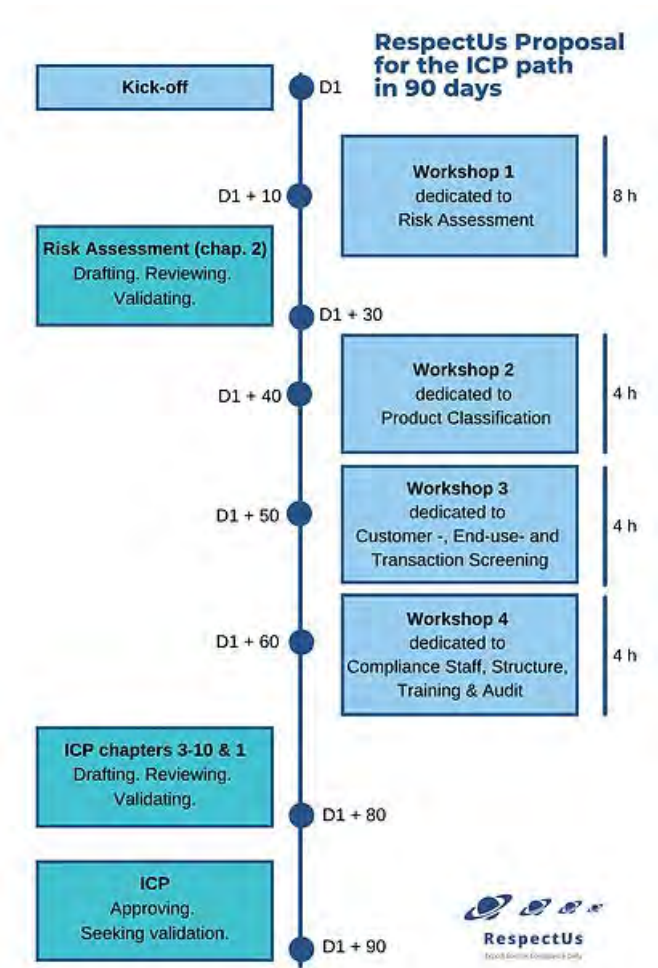 RespectUs Proposal
for the ICP path
in 90 days
Kick-off
D1
D1 + 10
Workshop 1
dedicated to
Risk Assessment
8 h
Risk Assessment (chap. 2)
Drafting. Reviewing.
Validating.
D1 + 30
D1 + 40
Workshop 2
dedicated to
Product Classification
4 h
D1 + 50
Workshop 3
dedicated to
Customer -, End-use- and
Transaction Screening
4 h
D1 + 60
Workshop 4
dedicated to
Compliance Staff, Structure,
Training & Audit
4 h
ICP chapters 3-10 & 1
Drafting. Reviewing.
Validating.
D1 + 80
ICP
Approving.
Seeking validation.
D1 + 90
RespectUs